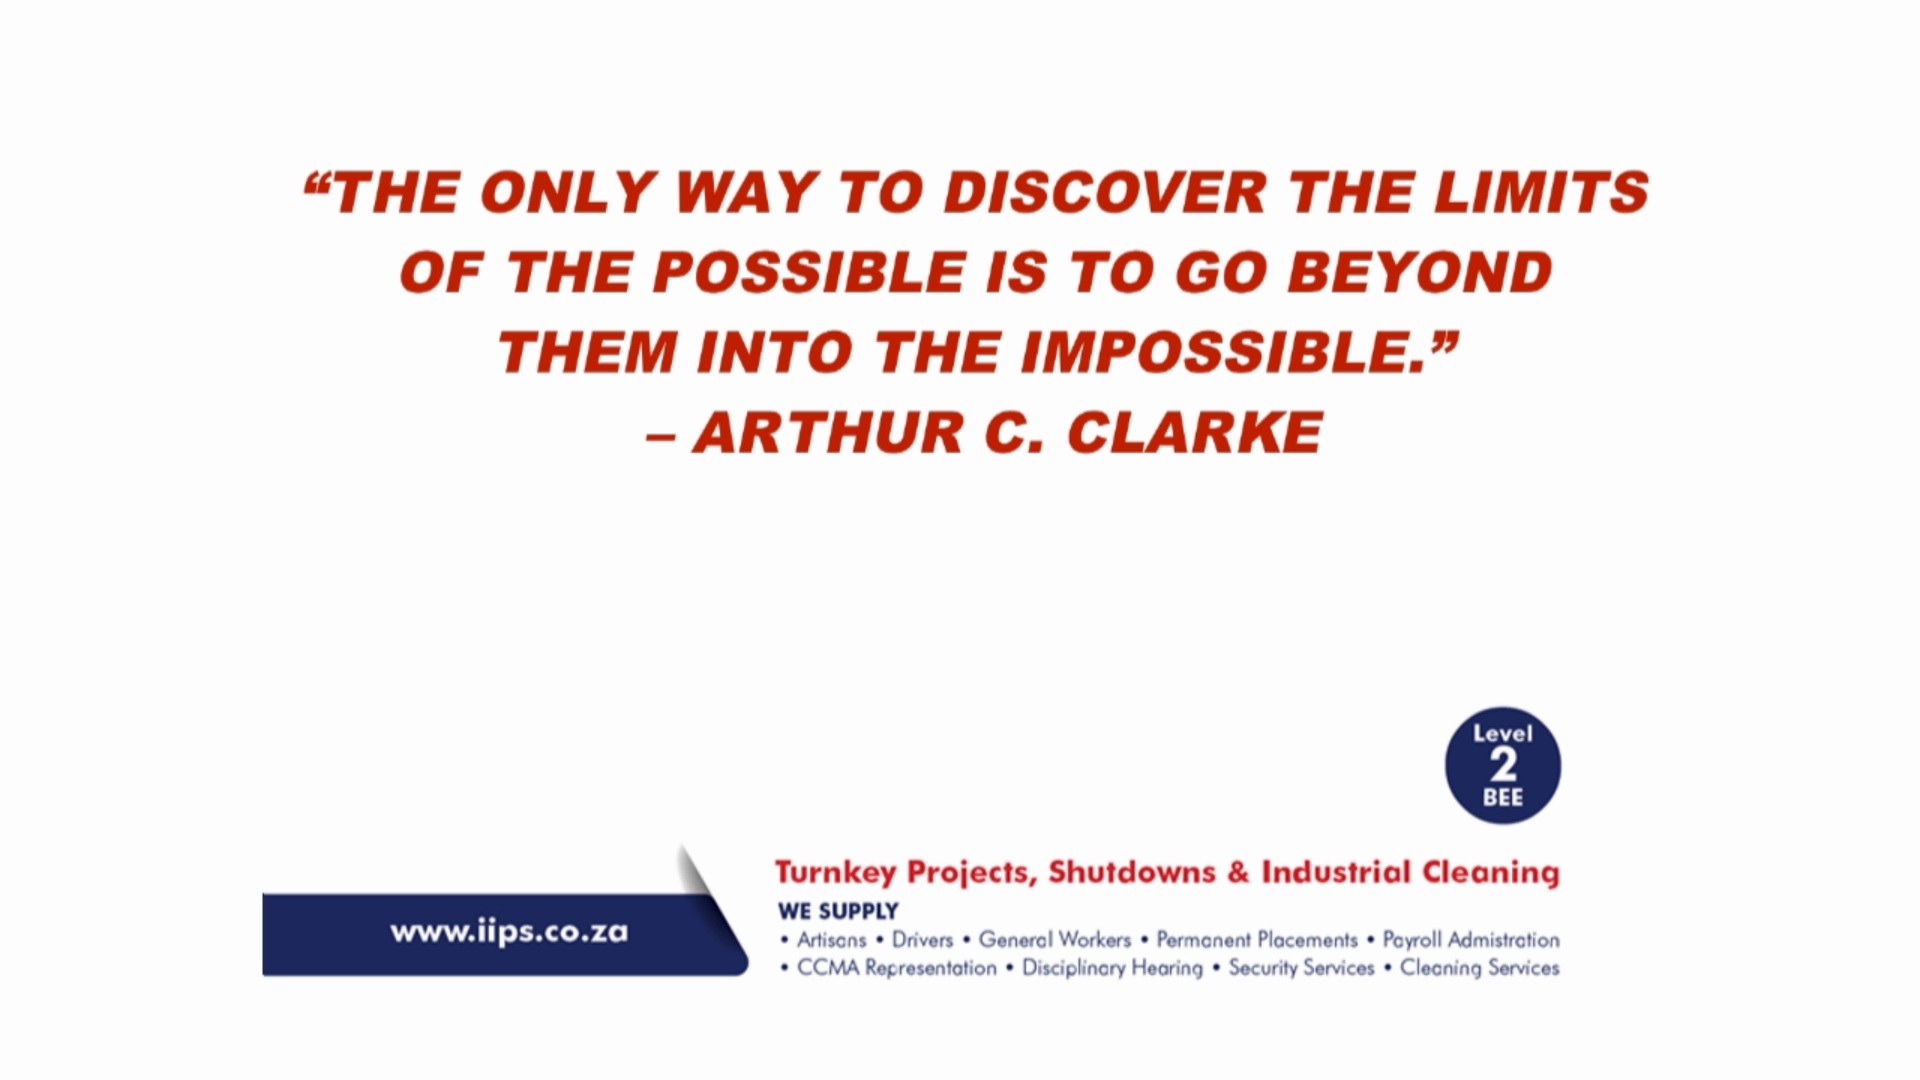 “THE ONLY WAY TO DISCOVER THE LIMITS
OF THE POSSIBLE IS TO GO BEYOND
THEM INTO THE IMPOSSIBLE.”
– ARTHUR C. CLARKE
Level
2
BEE
Turnkey Projects, Shutdowns & Industrial Cleaning
WE SUPPLY
• Artisans • Drivers • General Workers • Permanent Placements • Payroll Admistration
• CCMA Representation • Disciplinary Hearing • Security Services • Cleaning Services
www.iips.co.za